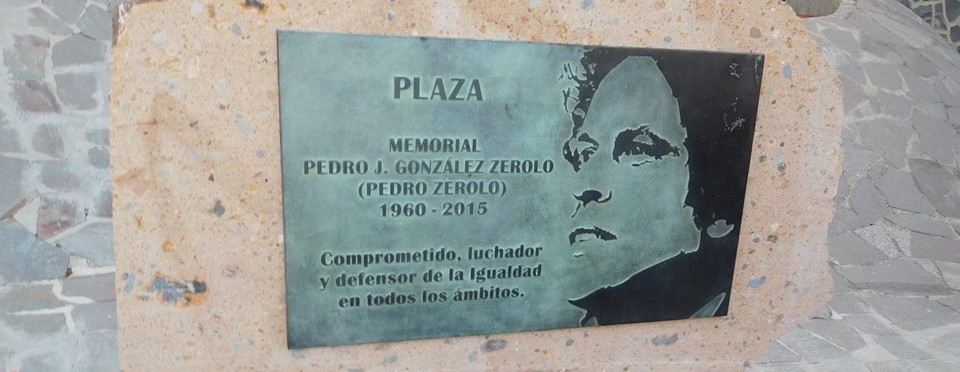 PLAZA
MEMORIAL
PEDRO J. GONZÁLEZ ZEROLO
(PEDRO ZEROLO)
1960 - 2015
Comprometido, luchador
y defensor de la Igualdad
en todos los ámbitos.